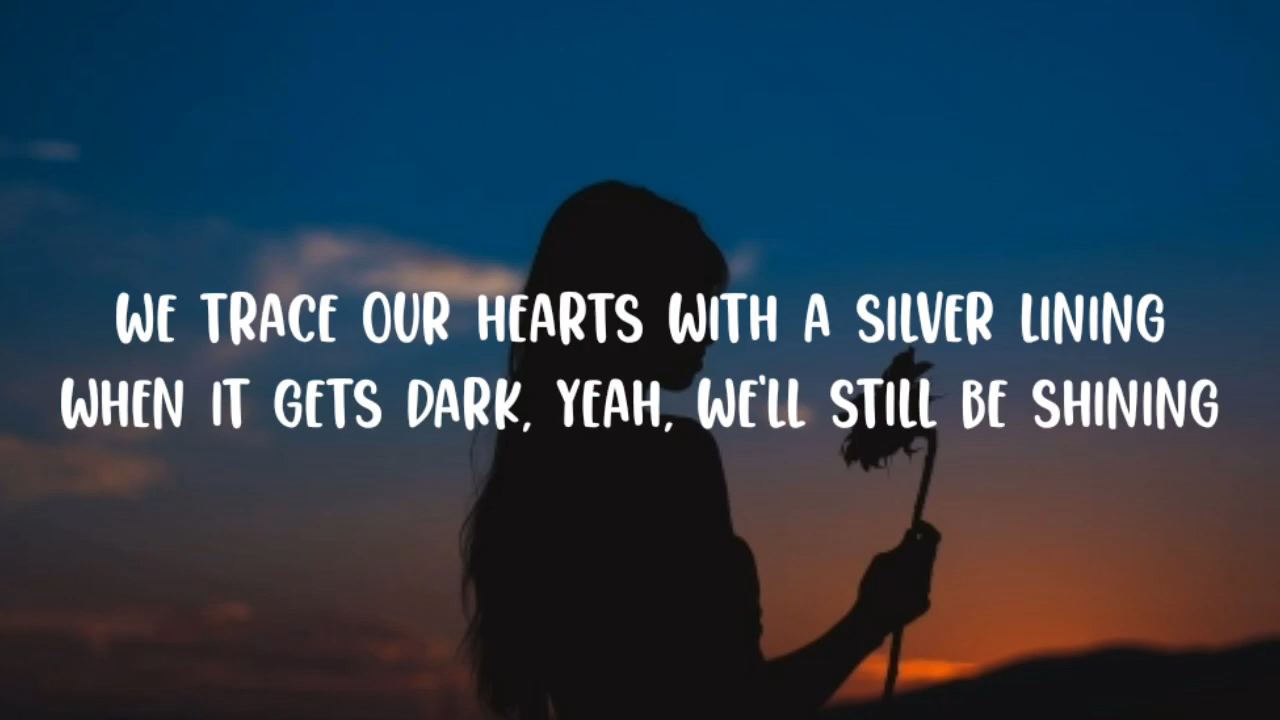 WE TRACE OUR HEARTS WITH A SILVER LINING
WHEN IT GETS DARK, YEAH, WE'LL STILL BE SHINING